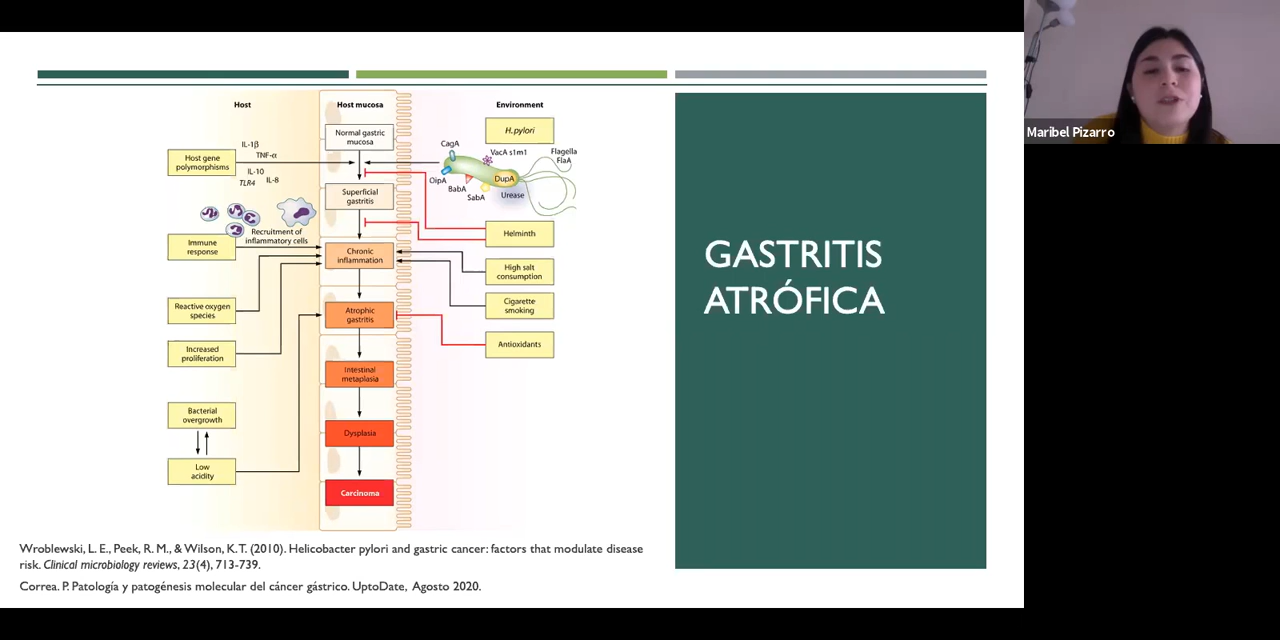 Host
Host mucosa
Environment
Normal gastric
mucosa
H.pylori
IL-1β
TNF-α
IL-10
TLR4
IL-8
Host gene
polymorphisms
CagA
VacA s1m1
Flagella
FlaA
OipA
BabA
SabA
DupA
Urease
Superficial
gastritis
Recruitment of
inflammatory cells
Immune
response
Helminth
Chronic
inflammation
High salt
consumption
Reactive oxygen
species
Cigarette
smoking
Atrophic
gastritis
Increased
proliferation
Antioxidants
Intestinal
metaplasia
Bacterial
overgrowth
Dysplasia
Low
acidity
Carcinoma
GASTRITIS
ATRÓFICA
Wroblewski, L. E., Peek, R. M., & Wilson, K. T. (2010). Helicobacter pylori and gastric cancer: factors that modulate disease
risk. Clinical microbiology reviews, 23(4), 713-739.
Correa. P. Patología y patogénesis molecular del cáncer gástrico. UptoDate, Agosto 2020.
Maribel Pizarro